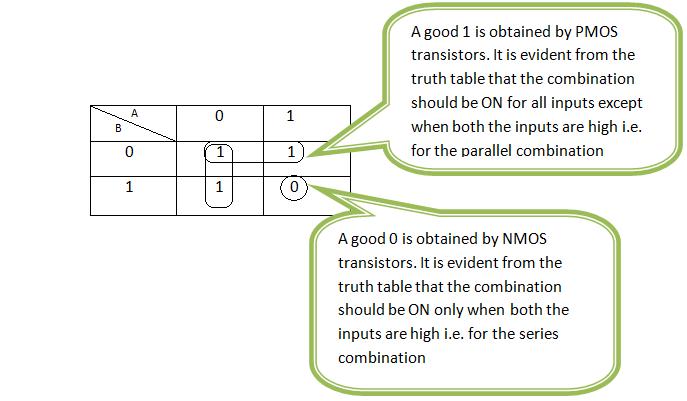 A good 1 is obtained by PMOS
transistors. It is evident from the
truth table that the combination
should be ON for all inputs except
when both the inputs are high i.e.
for the parallel combination
A
B
0 1
0 1 1
1 1 0
A good 0 is obtained by NMOS
transistors. It is evident from the
truth table that the combination
should be ON only when both the
inputs are high i.e. for the series
combination